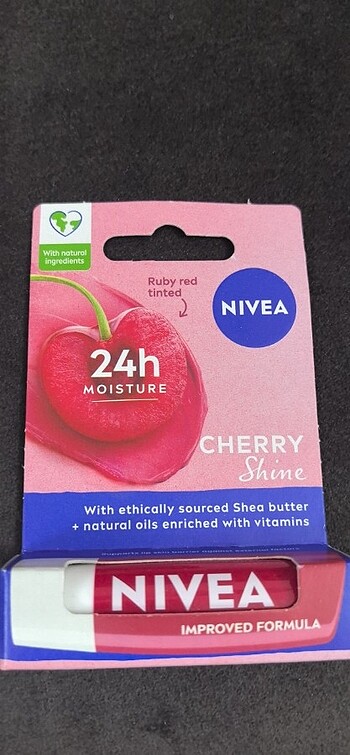 With natural
ingredients
Ruby red
tinted
NIVEA
24h
MOISTURE
CHERRY
Shine
With ethically sourced Shea butter
+ natural oils enriched with vitamins
NIVEA
IMPROVED FORMULA